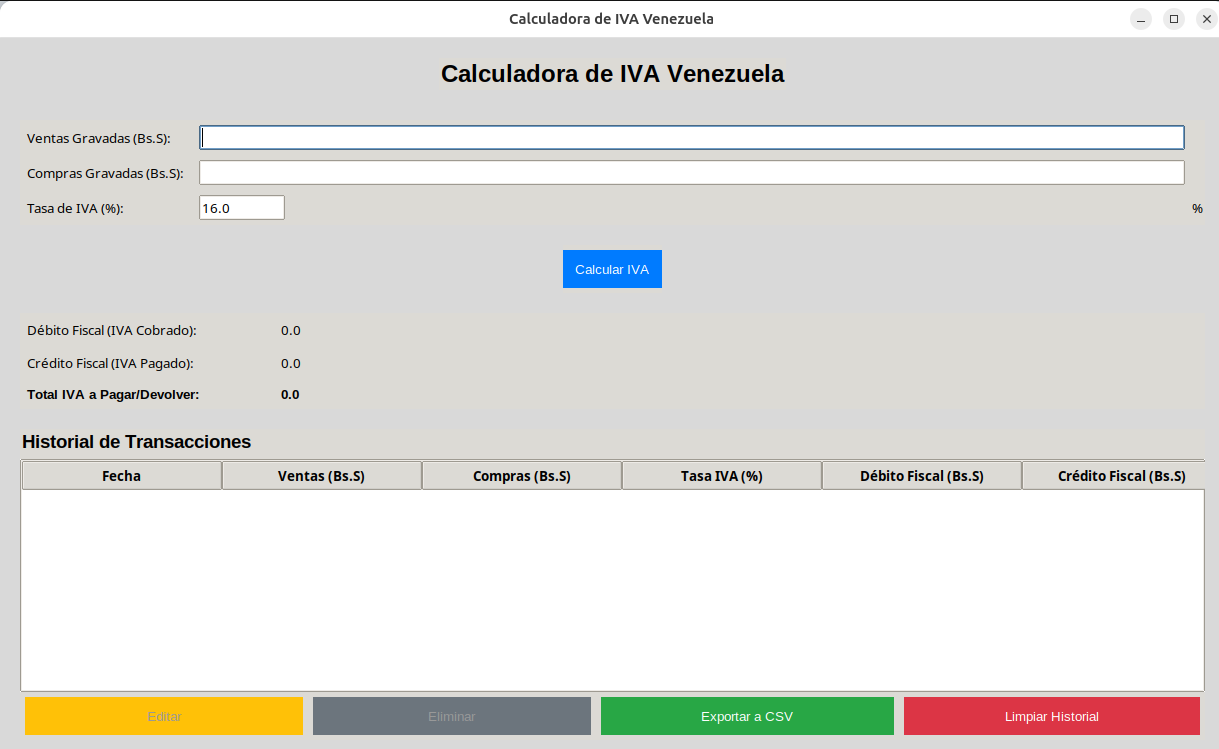 Calculadora de IVA Venezuela
Calculadora de IVA Venezuela
Ventas Gravadas (Bs.S):
Compras Gravadas (Bs.S):
Tasa de IVA (%): 16.0 %
Calcular IVA
Débito Fiscal (IVA Cobrado): 0.0
Crédito Fiscal (IVA Pagado): 0.0
Total IVA a Pagar/Devolver: 0.0
Historial de Transacciones
Fecha Ventas (Bs.S) Compras (Bs.S) Tasa IVA (%) Débito Fiscal (Bs.S) Crédito Fiscal (Bs.S)
Editar Eliminar Exportar a CSV Limpiar Historial